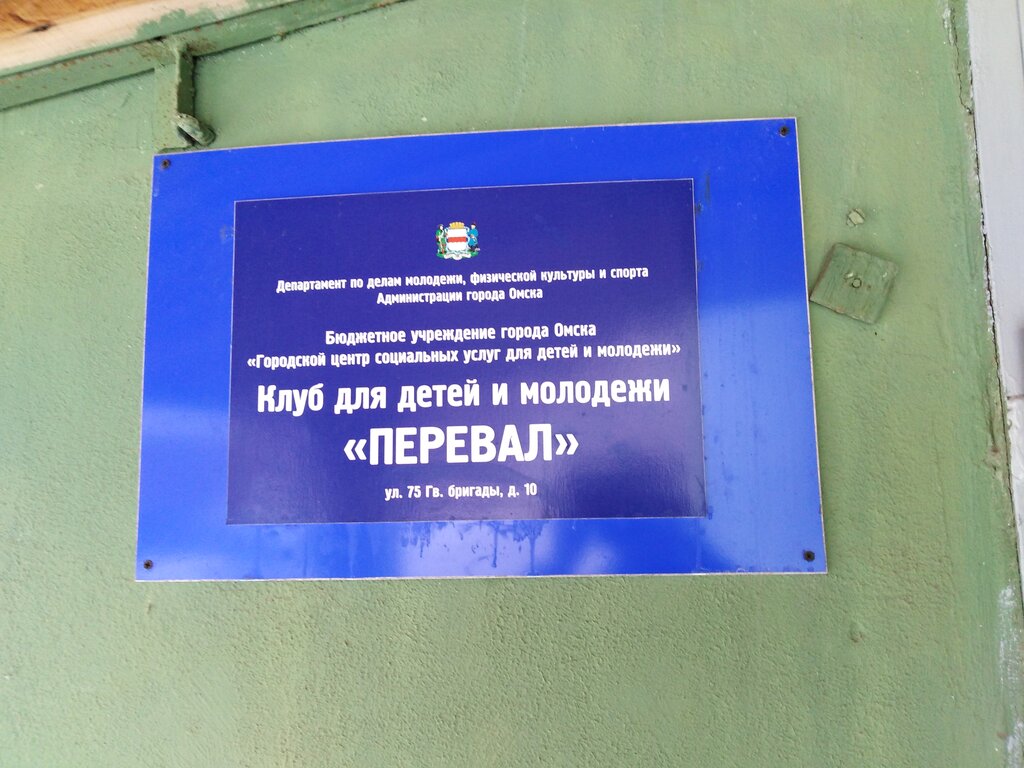 Департамент по делам молодежи, физической культуры и спорта
Администрации города Омска
Бюджетное учреждение города Омска
«Городской центр социальных услуг для детей и молодежи»
Клуб для детей и молодежи
«ПЕРЕВАЛ»
ул. 75 Гв. бригады, д. 10